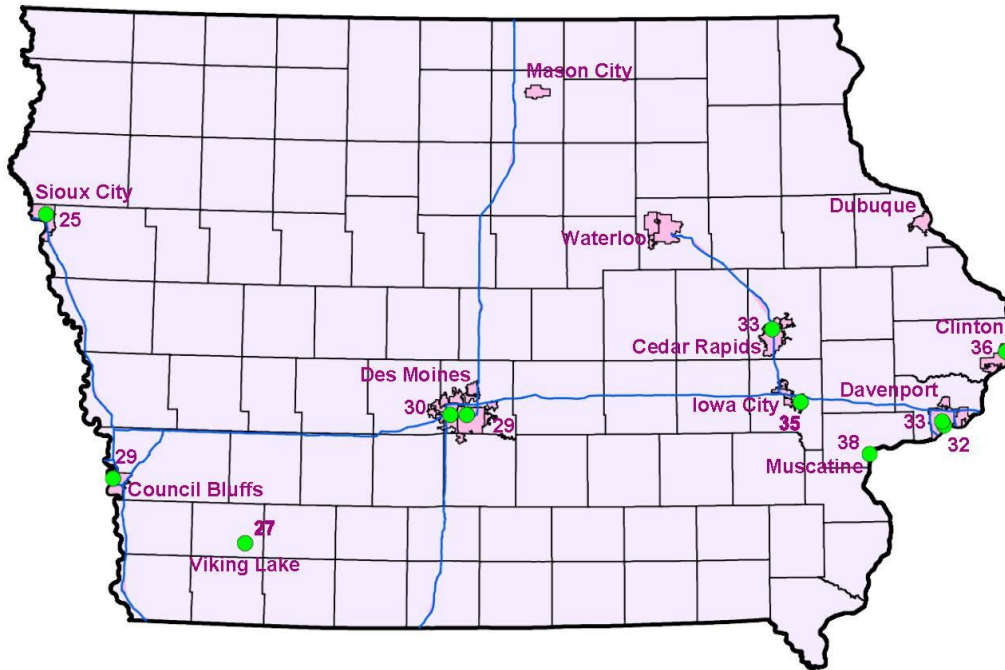 Mason City
Sioux City
25
Dubuque
Waterloo
33
Cedar Rapids
Clinton
36
Des Moines
30
29
Iowa City
35
Davenport
33
32
38
Muscatine
29
Council Bluffs
27
Viking Lake